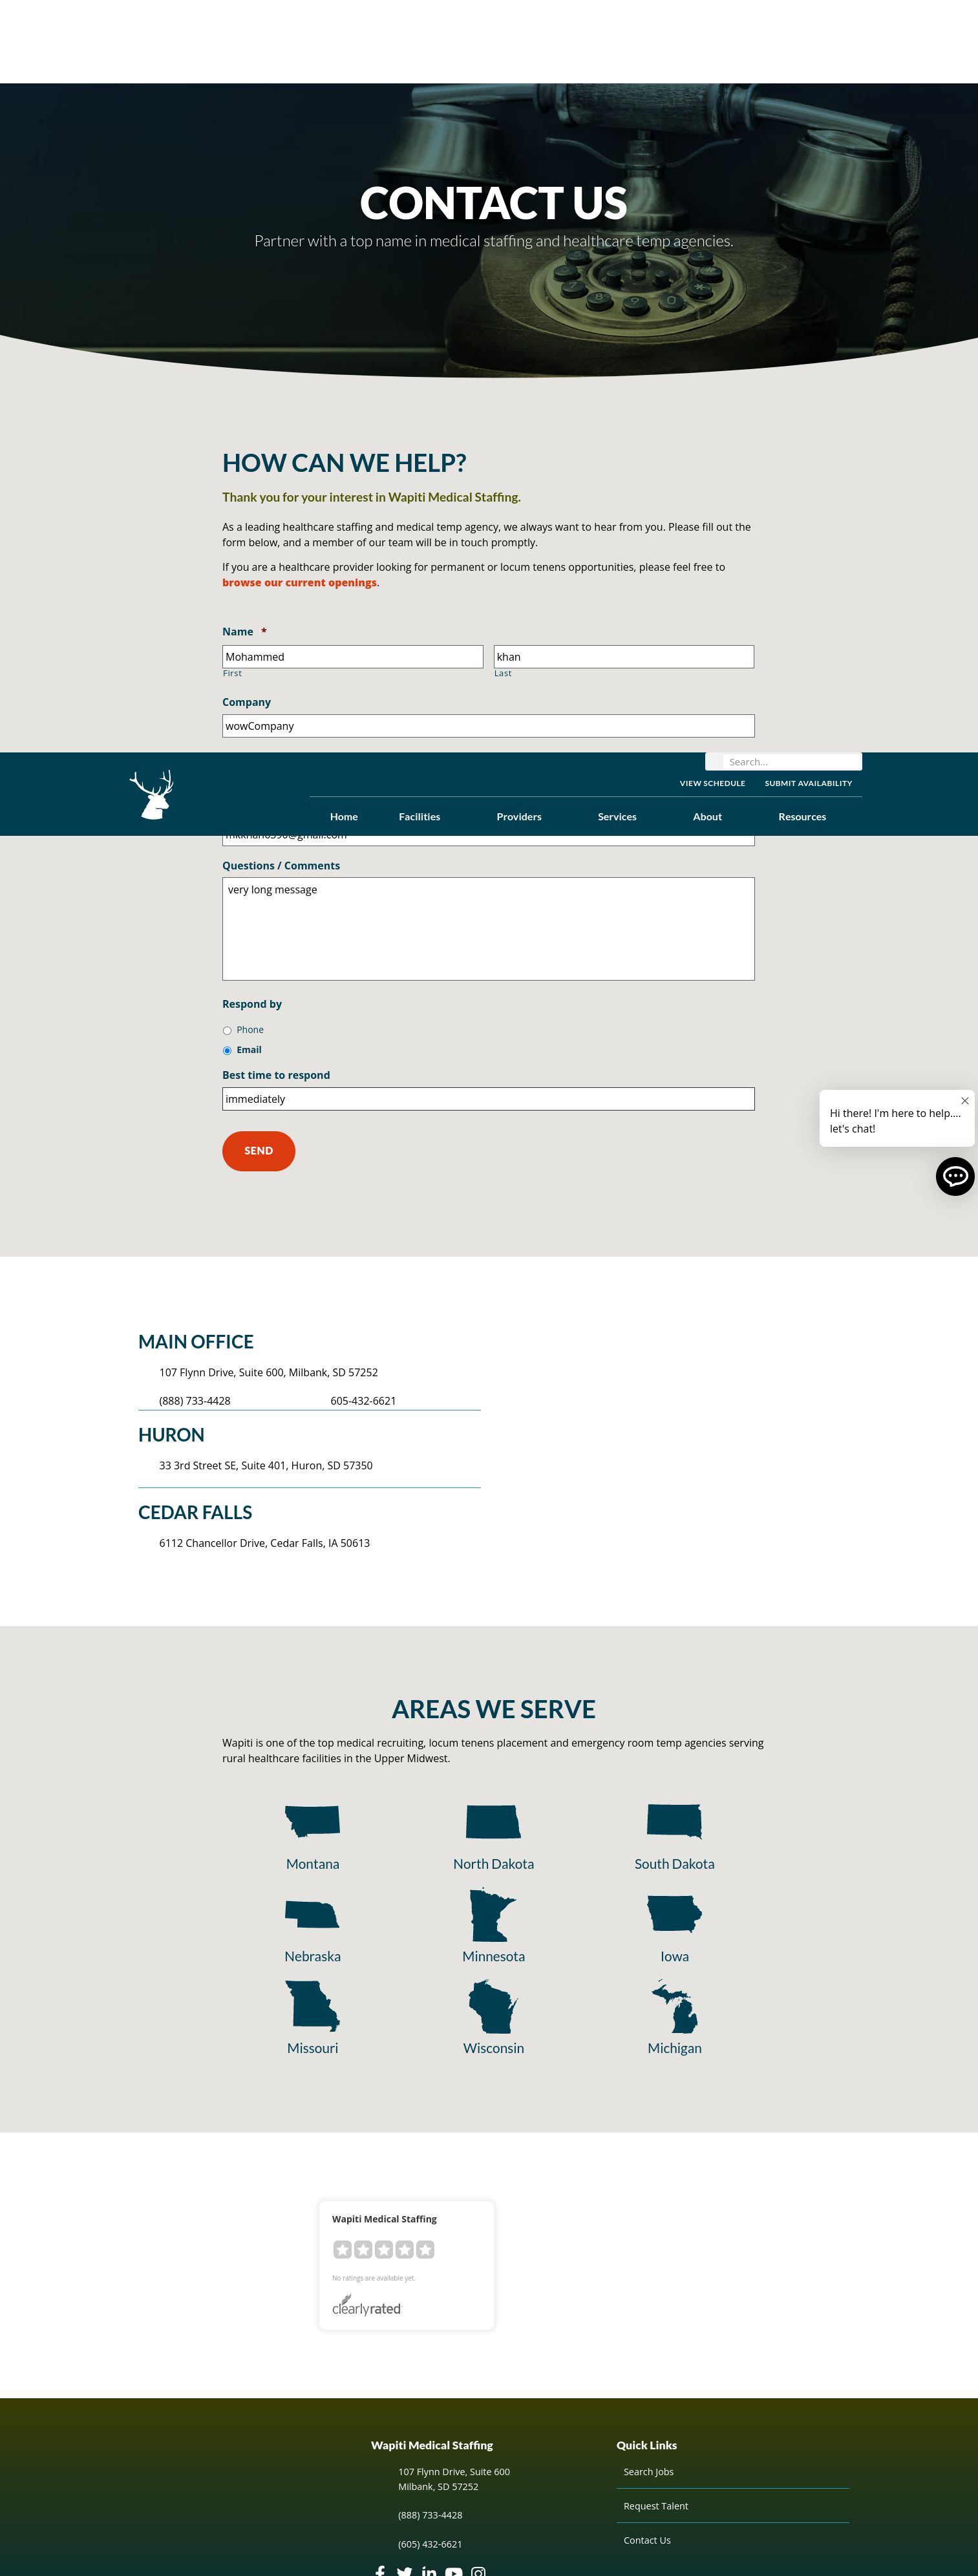 CONTACT US
Partner with a top name in medical staffing and healthcare temp agencies.
HOW CAN WE HELP?
Thank you for your interest in Wapiti Medical Staffing.
As a leading healthcare staffing and medical temp agency, we always want to hear from you. Please fill out the
form below, and a member of our team will be in touch promptly.
If you are a healthcare provider looking for permanent or locum tenens opportunities, please feel free to
browse our current openings.
Name *
Mohammed khan
First Last
Company
wowCompany
Search...
VIEW SCHEDULE SUBMIT AVAILABILITY
Home Facilities Providers Services About Resources
Questions / Comments
very long message
Respond by
Phone
Email
Best time to respond
immediately
SEND
Hi there! I'm here to help....
let's chat!
MAIN OFFICE
107 Flynn Drive, Suite 600, Milbank, SD 57252
(888) 733-4428 605-432-6621
HURON
33 3rd Street SE, Suite 401, Huron, SD 57350
CEDAR FALLS
6112 Chancellor Drive, Cedar Falls, IA 50613
AREAS WE SERVE
Wapiti is one of the top medical recruiting, locum tenens placement and emergency room temp agencies serving
rural healthcare facilities in the Upper Midwest.
Montana North Dakota South Dakota
Nebraska Minnesota Iowa
Missouri Wisconsin Michigan
Wapiti Medical Staffing
No ratings are available yet.
clearlyrated
Wapiti Medical Staffing
107 Flynn Drive, Suite 600
Milbank, SD 57252
(888) 733-4428
(605) 432-6621
Quick Links
Search Jobs
Request Talent
Contact Us